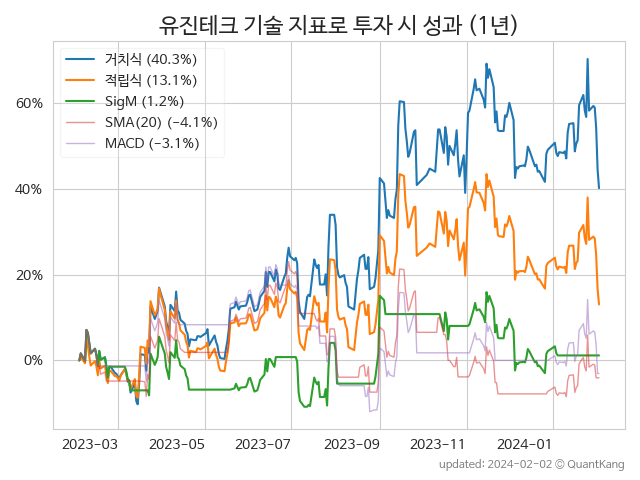 유진테크 기술 지표로 투자 시 성과 (1년)
거치식 (40.3%)
적립식 (13.1%)
SigM (1.2%)
SMA(20) (−4.1%)
MACD (−3.1%)
60%
40%
20%
0%
2023-03 2023-05 2023-07 2023-09 2023-11 2024-01
updated: 2024-02-02 © QuantKang